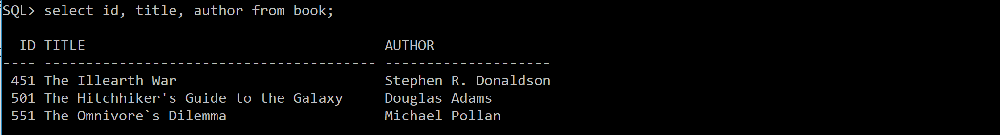 SQL> select id, title, author from book;
  ID TITLE                                    AUTHOR
---- ---------------------------------------- --------------------
 451 The Illearth War                         Stephen R. Donaldson
 501 The Hitchhiker's Guide to the Galaxy     Douglas Adams
 551 The Omnivore`s Dilemma                   Michael Pollan